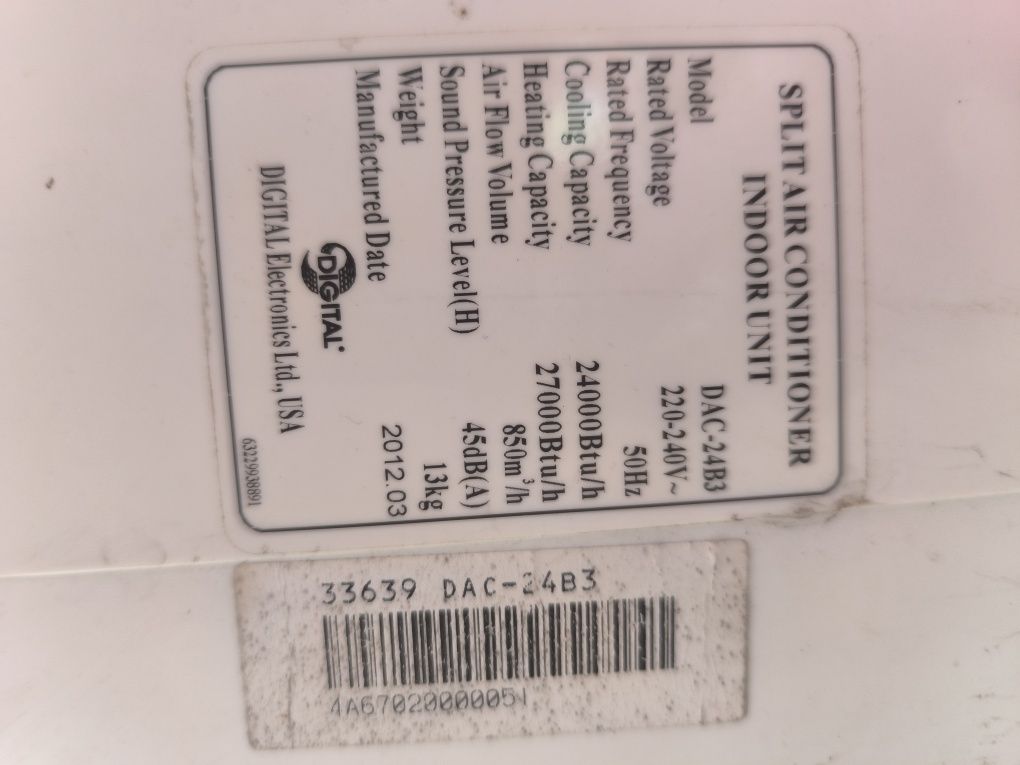 SPLIT AIR CONDITIONER
INDOOR UNIT
Model DAC-24B3
Rated Voltage 220-240V~
Rated Frequency 50Hz
Cooling Capacity 24000Btu/h
Heating Capacity 27000Btu/h
Air Flow Volume 850m³/h
Sound Pressure Level(H) 45dB(A)
Weight 13kg
Manufactured Date 2012.03
DIGITAL
DIGITAL Electronics Ltd., USA
63229938891
33639 DAC-24B3
4A67020000051